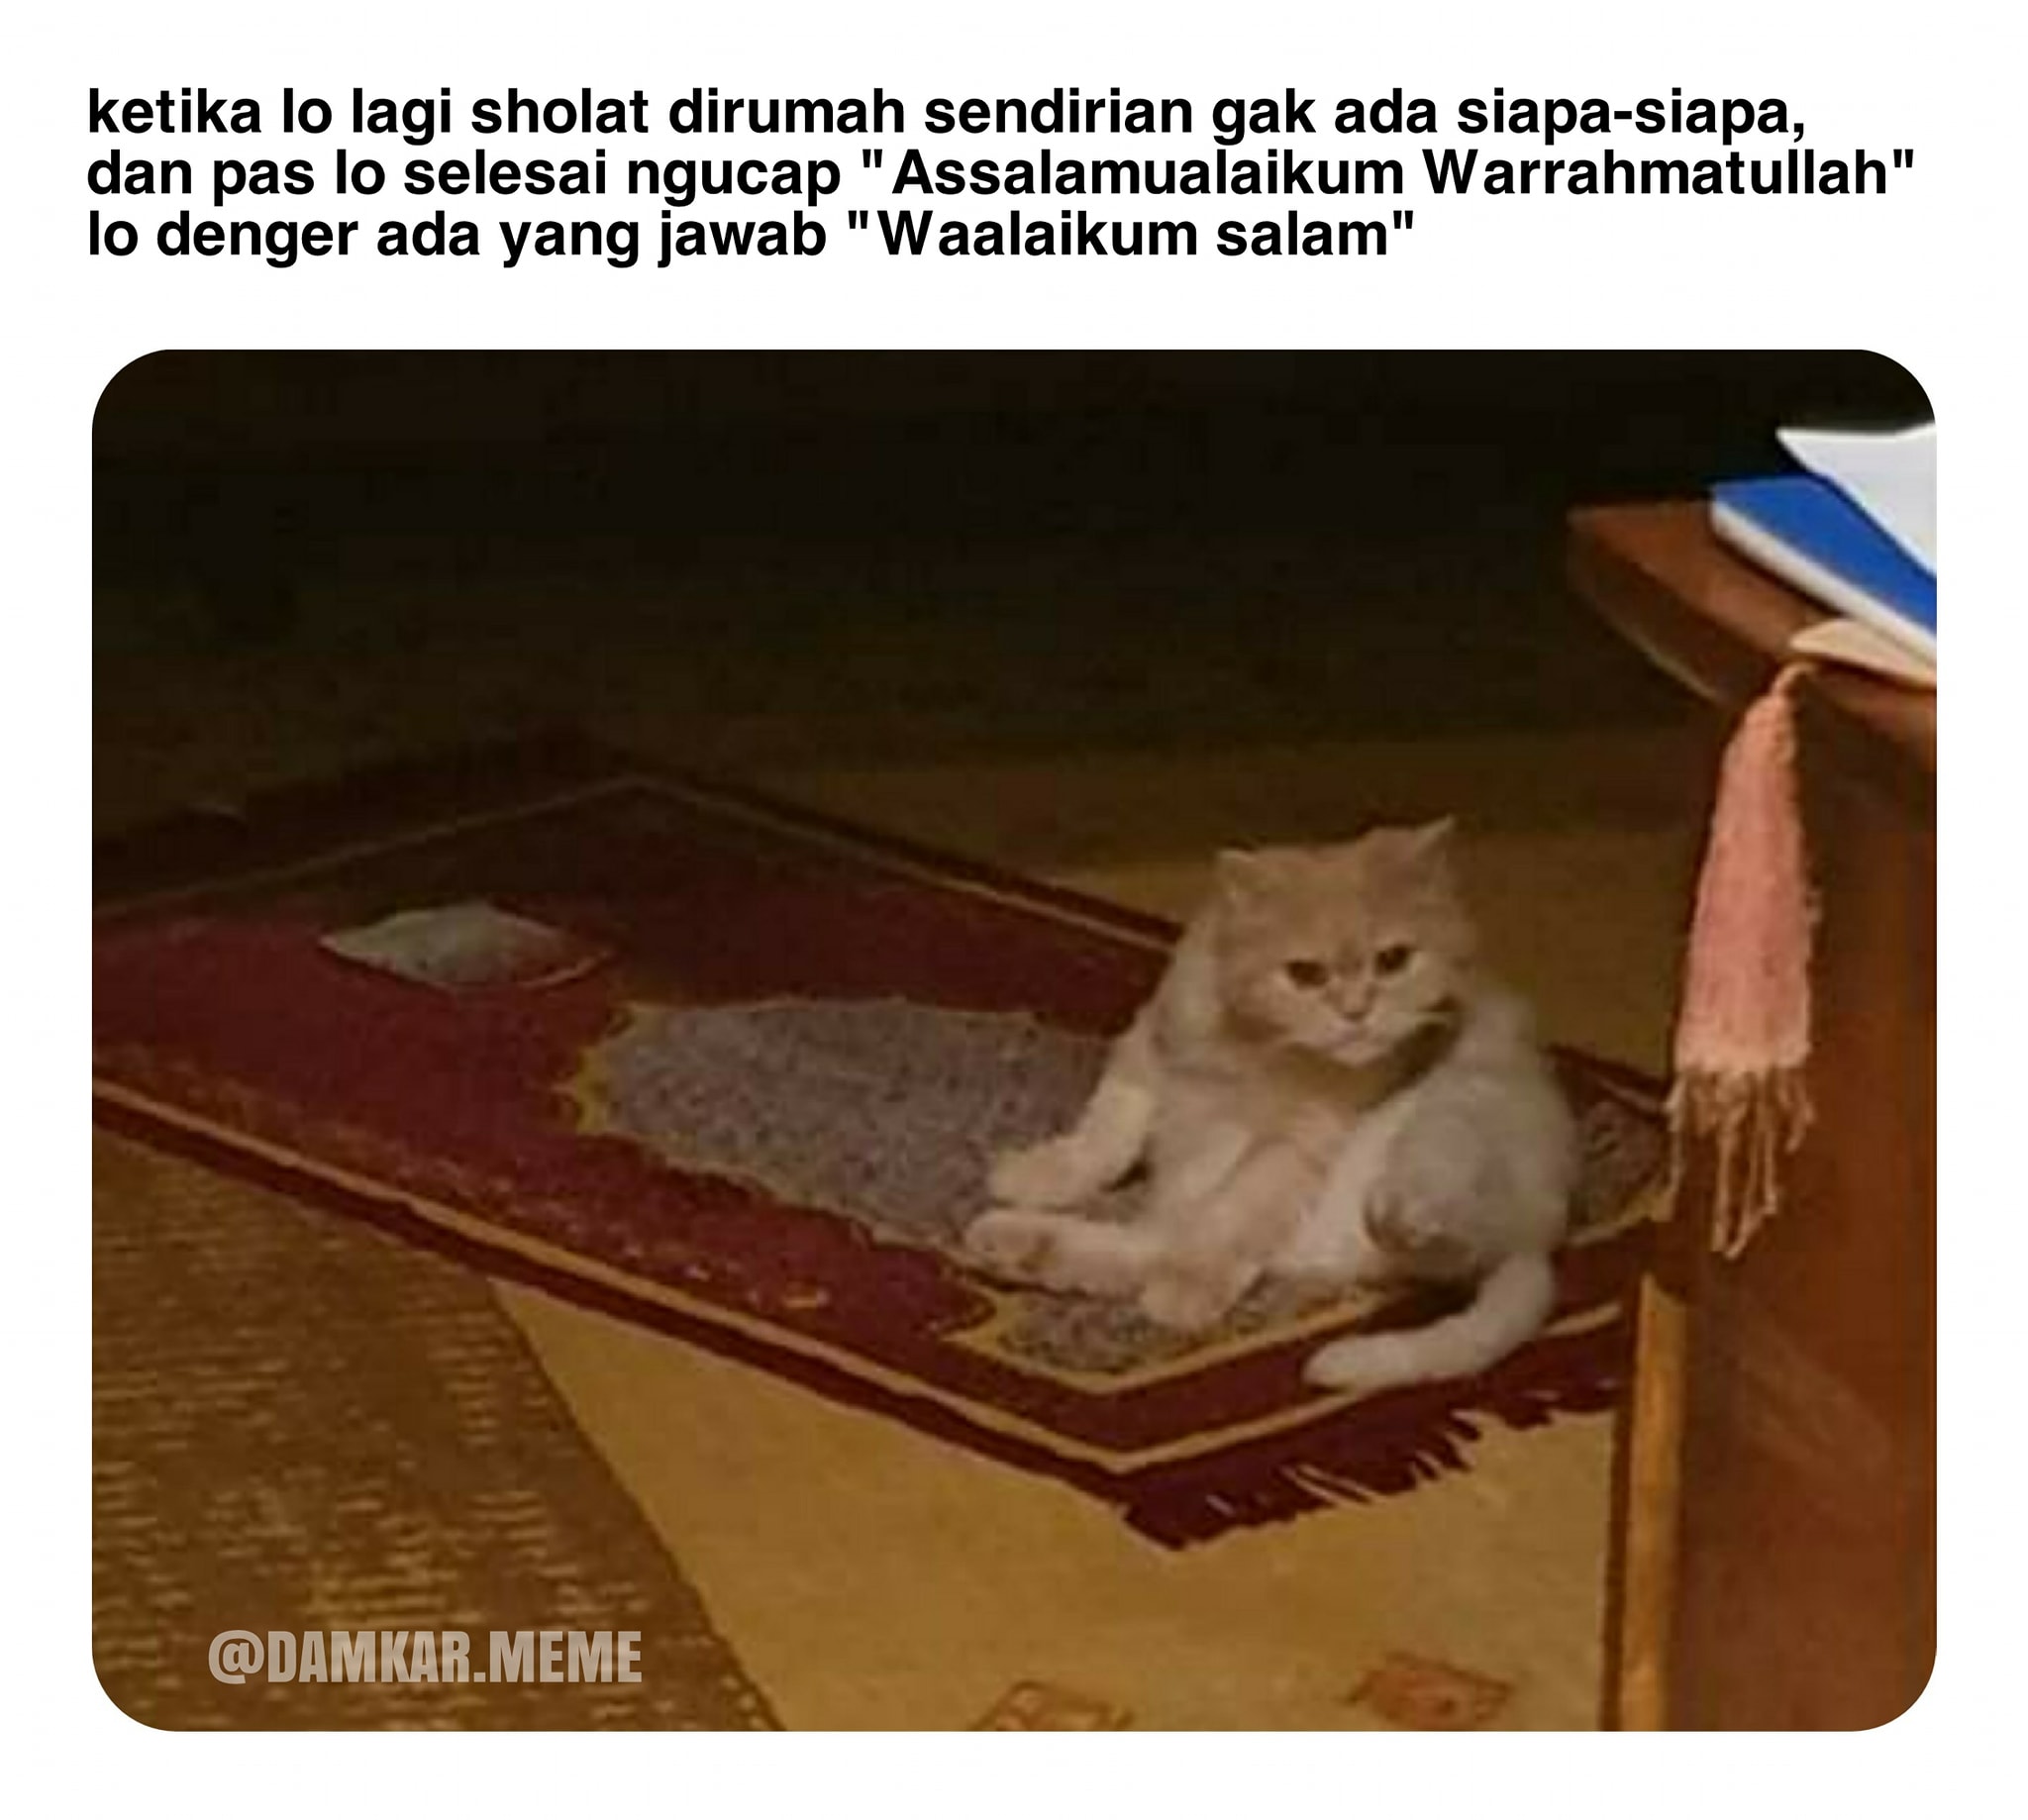 ketika lo lagi sholat dirumah sendirian gak ada siapa-siapa,
dan pas lo selesai ngucap "Assalamualaikum Warrahmatullah"
lo denger ada yang jawab "Waalaikum salam"
@DAMKAR.MEME